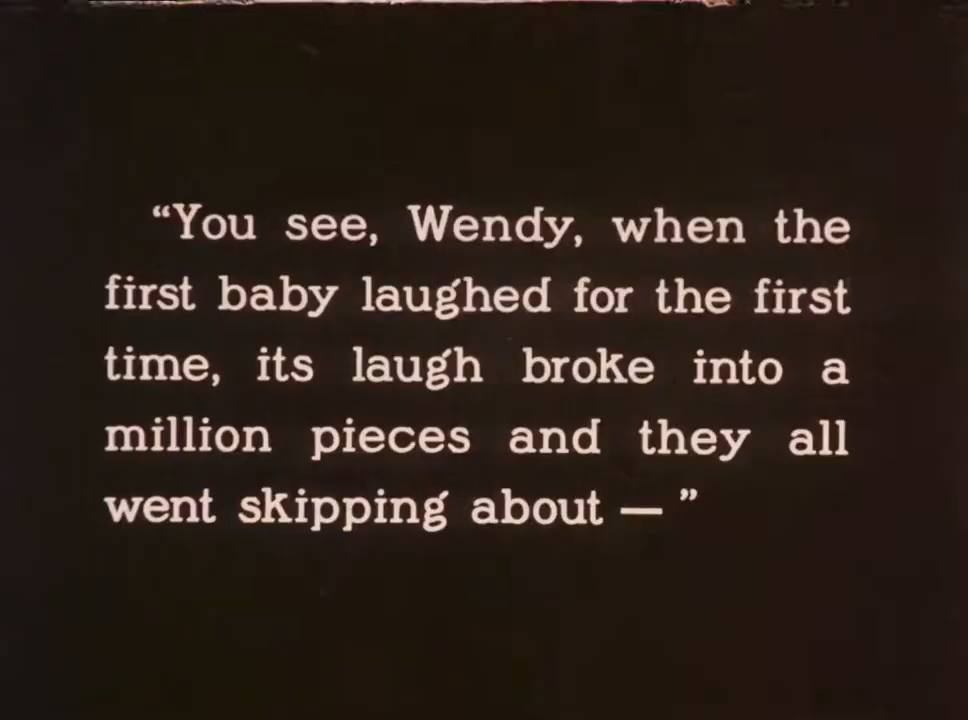 “You see, Wendy, when the
first baby laughed for the first
time, its laugh broke into a
million pieces and they all
went skipping about — ”